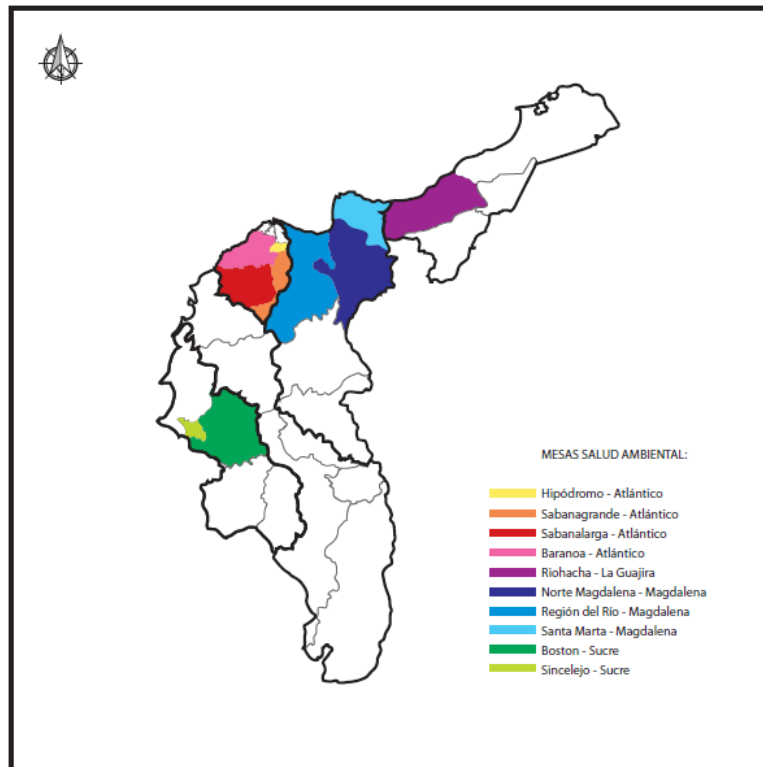 MESAS SALUD AMBIENTAL:
Hipódromo - Atlántico
Sabanagrande - Atlántico
Sabanalarga - Atlántico
Baranoa - Atlántico
Riohacha - La Guajira
Norte Magdalena - Magdalena
Región del Río - Magdalena
Santa Marta - Magdalena
Boston - Sucre
Sincelejo - Sucre